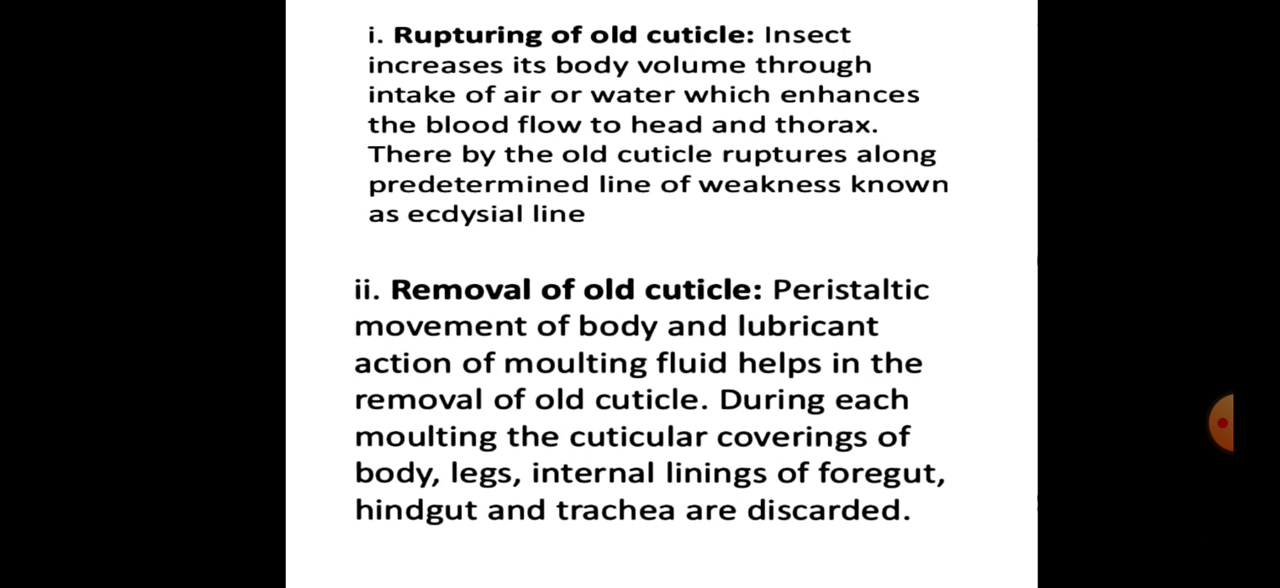 i. Rupturing of old cuticle: Insect
increases its body volume through
intake of air or water which enhances
the blood flow to head and thorax.
There by the old cuticle ruptures along
predetermined line of weakness known
as ecdysial line
ii. Removal of old cuticle: Peristaltic
movement of body and lubricant
action of moulting fluid helps in the
removal of old cuticle. During each
moulting the cuticular coverings of
body, legs, internal linings of foregut,
hindgut and trachea are discarded.